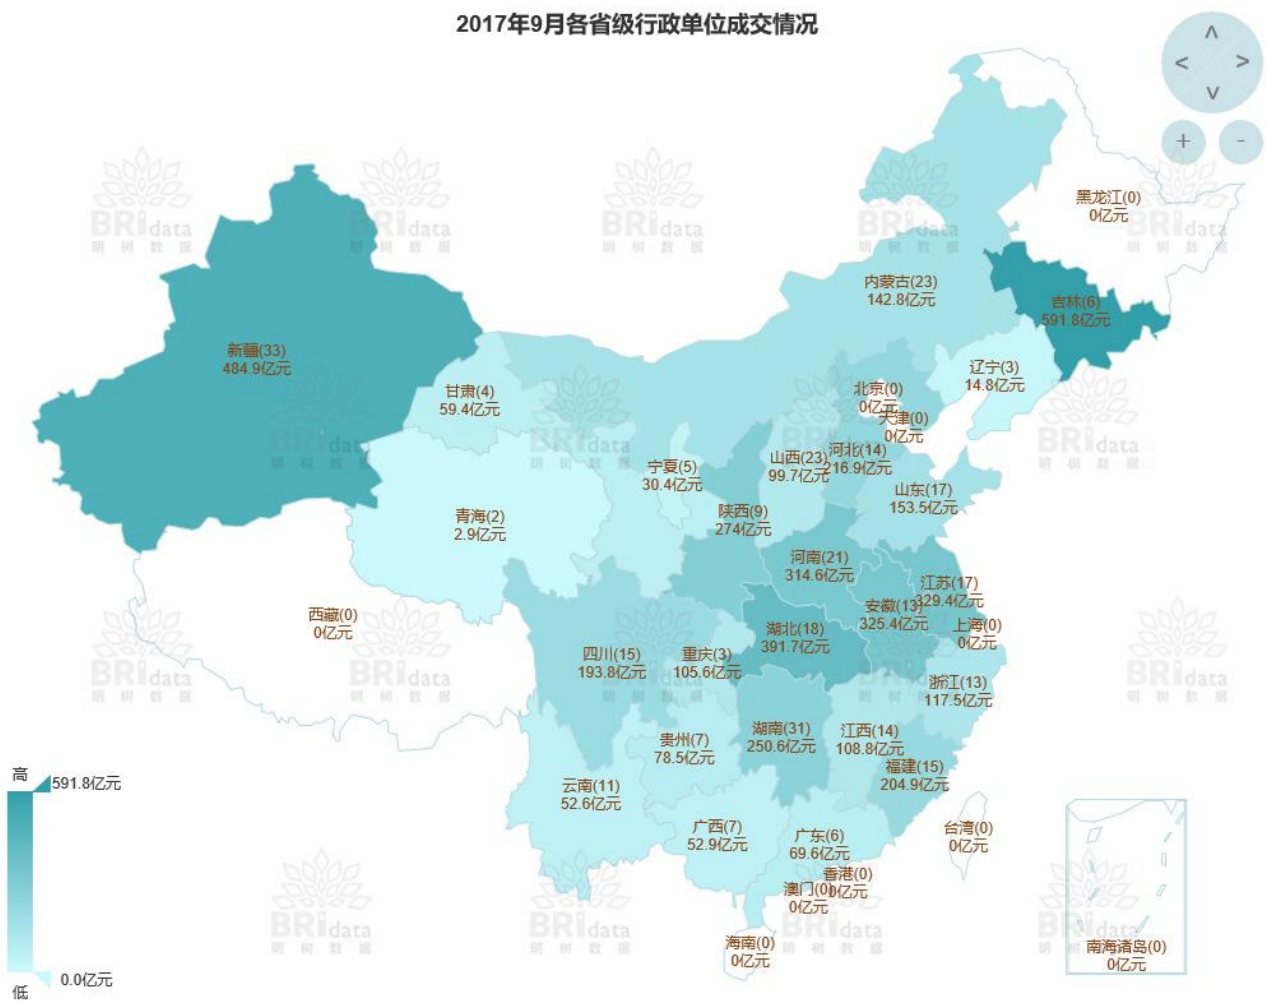 2017年9月各省级行政单位成交情况
黑龙江(0)
0亿元
内蒙古(23)
142.8亿元
吉林(6)
591.8亿元
新疆(33)
484.9亿元
辽宁(3)
14.8亿元
甘肃(4)
59.4亿元
北京(0)
0亿元
天津(0)
0亿元
宁夏(5)
30.4亿元
山西(23)
99.7亿元
河北(14)
216.9亿元
山东(17)
153.5亿元
青海(2)
2.9亿元
陕西(9)
274亿元
河南(21)
314.6亿元
江苏(17)
329.4亿元
安徽(13)
325.4亿元
西藏(0)
0亿元
湖北(18)
391.7亿元
上海(0)
0亿元
四川(15)
193.8亿元
重庆(3)
105.6亿元
浙江(13)
117.5亿元
贵州(7)
78.5亿元
湖南(31)
250.6亿元
江西(14)
108.8亿元
福建(15)
204.9亿元
云南(11)
52.6亿元
广西(7)
52.9亿元
广东(6)
69.6亿元
台湾(0)
0亿元
香港(0)
0亿元
澳门(0)
0亿元
海南(0)
0亿元
南海诸岛(0)
0亿元
高
591.8亿元
0.0亿元
低
BRIdata
明树数据